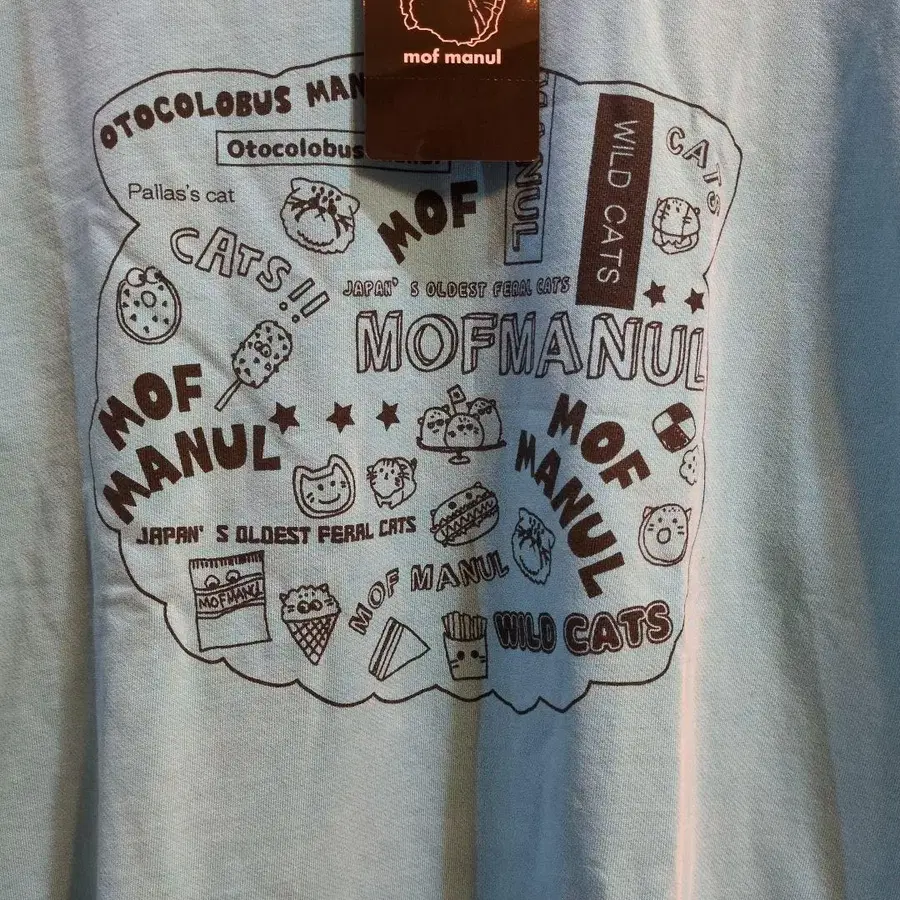 mof manul
OTOCOLOBUS MAN
Otocolobus
Pallas's cat
MOF
MANUL
WILD CATS
CATS
CATS!!
JAPAN' S OLDEST FERAL CATS
MOFMANUL
MOF
MANUL
MOF
MANUL
JAPAN' S OLDEST FERAL CATS
MOFMANUL
MOF MANUL
WILD CATS